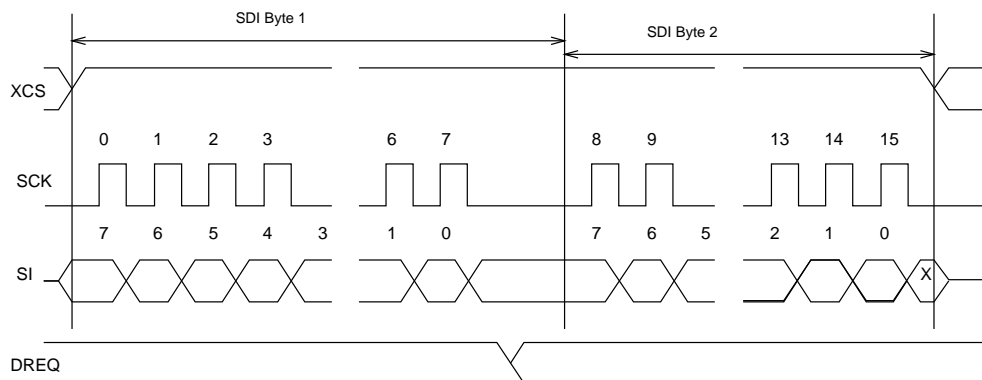 SDI Byte 1
SDI Byte 2
XCS
0 1 2 3 6 7 8 9 13 14 15
SCK
7 6 5 4 3 1 0 7 6 5 2 1 0
SI X
DREQ